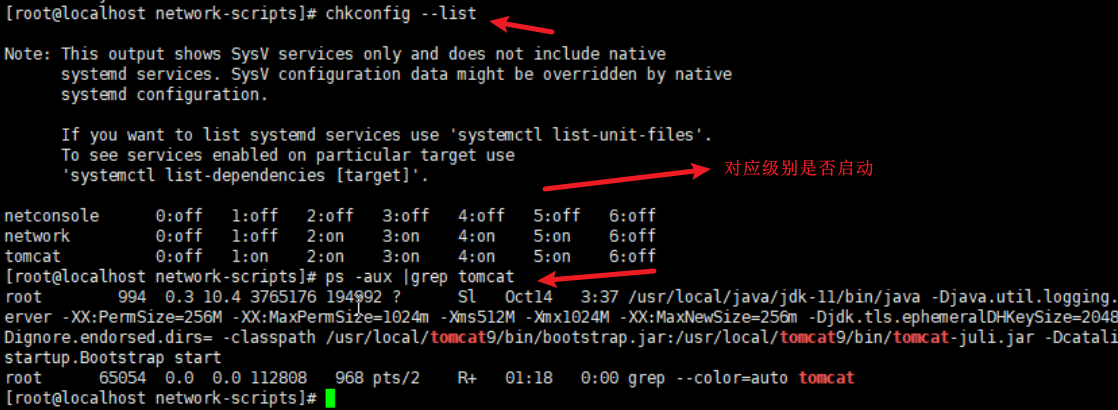 [root@localhost network-scripts]# chkconfig --list
Note: This output shows SysV services only and does not include native
systemd services. SysV configuration data might be overridden by native
systemd configuration.
If you want to list systemd services use 'systemctl list-unit-files'.
To see services enabled on particular target use
'systemctl list-dependencies [target]'.
对应级别是否启动
netconsole 0:off 1:off 2:off 3:off 4:off 5:off 6:off
network 0:off 1:off 2:on 3:on 4:on 5:on 6:off
tomcat 0:off 1:on 2:on 3:on 4:on 5:on 6:off
[root@localhost network-scripts]# ps -aux |grep tomcat
root 994 0.3 10.4 3765176 194992 ? Sl Oct14 3:37 /usr/local/java/jdk-11/bin/java -Djava.util.logging.
erver -XX:PermSize=256M -XX:MaxPermSize=1024m -Xms512M -Xmx1024M -XX:MaxNewSize=256m -Djdk.tls.ephemeralDHKeySize=2048
Dignore.endorsed.dirs= -classpath /usr/local/tomcat9/bin/bootstrap.jar:/usr/local/tomcat9/bin/tomcat-juli.jar -Dcatali
startup.Bootstrap start
root 65054 0.0 0.0 112808 968 pts/2 R+ 01:18 0:00 grep --color=auto tomcat
[root@localhost network-scripts]#